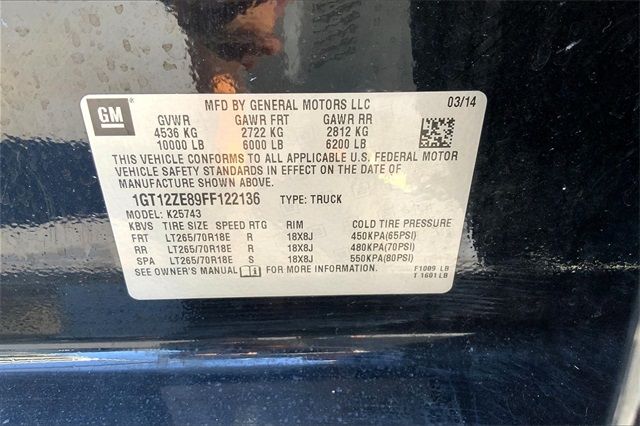 GM ®
MFD BY GENERAL MOTORS LLC 03/14
GVWR GAWR FRT GAWR RR
4536 KG 2722 KG 2812 KG
10000 LB 6000 LB 6200 LB
THIS VEHICLE CONFORMS TO ALL APPLICABLE U.S. FEDERAL MOTOR
VEHICLE SAFETY STANDARDS IN EFFECT ON THE DATE OF
MANUFACTURE SHOWN ABOVE.
1GT12ZE89FF122136 TYPE: TRUCK
MODEL: K25743
KBVS TIRE SIZE SPEED RTG RIM COLD TIRE PRESSURE
FRT LT265/70R18E R 18X8J 450KPA(65PSI)
RR LT265/70R18E R 18X8J 480KPA(70PSI)
SPA LT265/70R18E S 18X8J 550KPA(80PSI)
SEE OWNER'S MANUAL FOR MORE INFORMATION.
F1009 LB
T 1601 LB